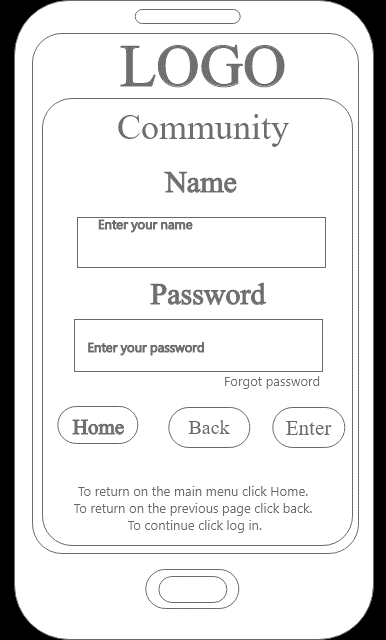 LOGO
Community
Name
Enter your name
Password
Enter your password
Forgot password
Home Back Enter
To return on the main menu click Home.
To return on the previous page click back.
To continue click log in.